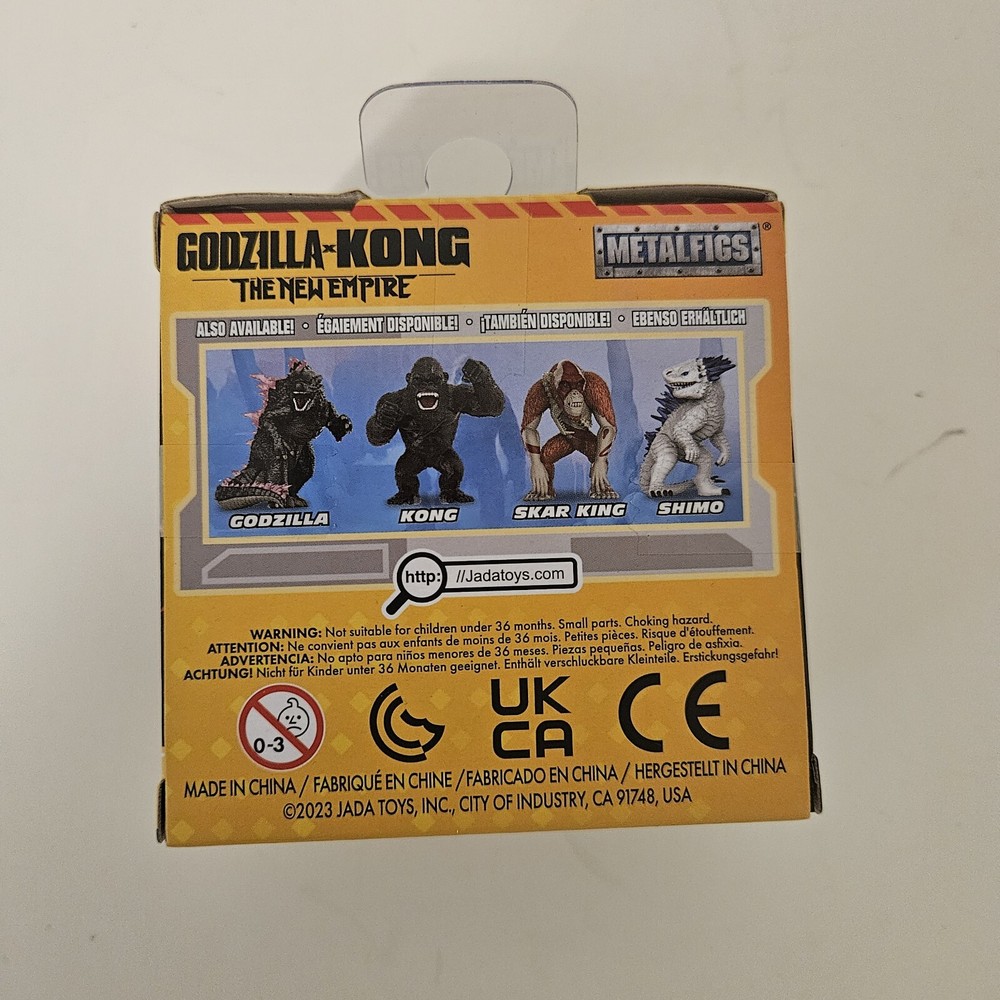 GODZILLA x KONG
THE NEW EMPIRE
METALFIGS®
ALSO AVAILABLE! • ÉGALEMENT DISPONIBLE! • ¡TAMBIÉN DISPONIBLE! • EBENSO ERHÄLTLICH
GODZILLA KONG SKAR KING SHIMO
http: //Jadatoys.com
WARNING: Not suitable for children under 36 months. Small parts. Choking hazard.
ATTENTION: Ne convient pas aux enfants de moins de 36 mois. Petites pièces. Risque d'étouffement.
ADVERTENCIA: No apto para niños menores de 36 meses. Piezas pequeñas. Peligro de asfixia.
ACHTUNG! Nicht für Kinder unter 36 Monaten geeignet. Enthält verschluckbare Kleinteile. Erstickungsgefahr!
0-3
UK
CA
CE
MADE IN CHINA / FABRIQUÉ EN CHINE / FABRICADO EN CHINA / HERGESTELLT IN CHINA
©2023 JADA TOYS, INC., CITY OF INDUSTRY, CA 91748, USA